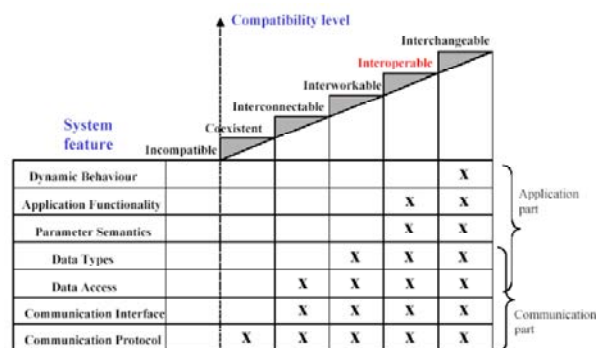 Compatibility level
Interchangeable
Interoperable
Interworkable
Interconnectable
Coexistent
Incompatible
System
feature
Dynamic Behaviour X
Application Functionality X X
Parameter Semantics X X
Data Types X X X
Data Access X X X X
Communication Interface X X X X
Communication Protocol X X X X X
Application
part
Communication
part